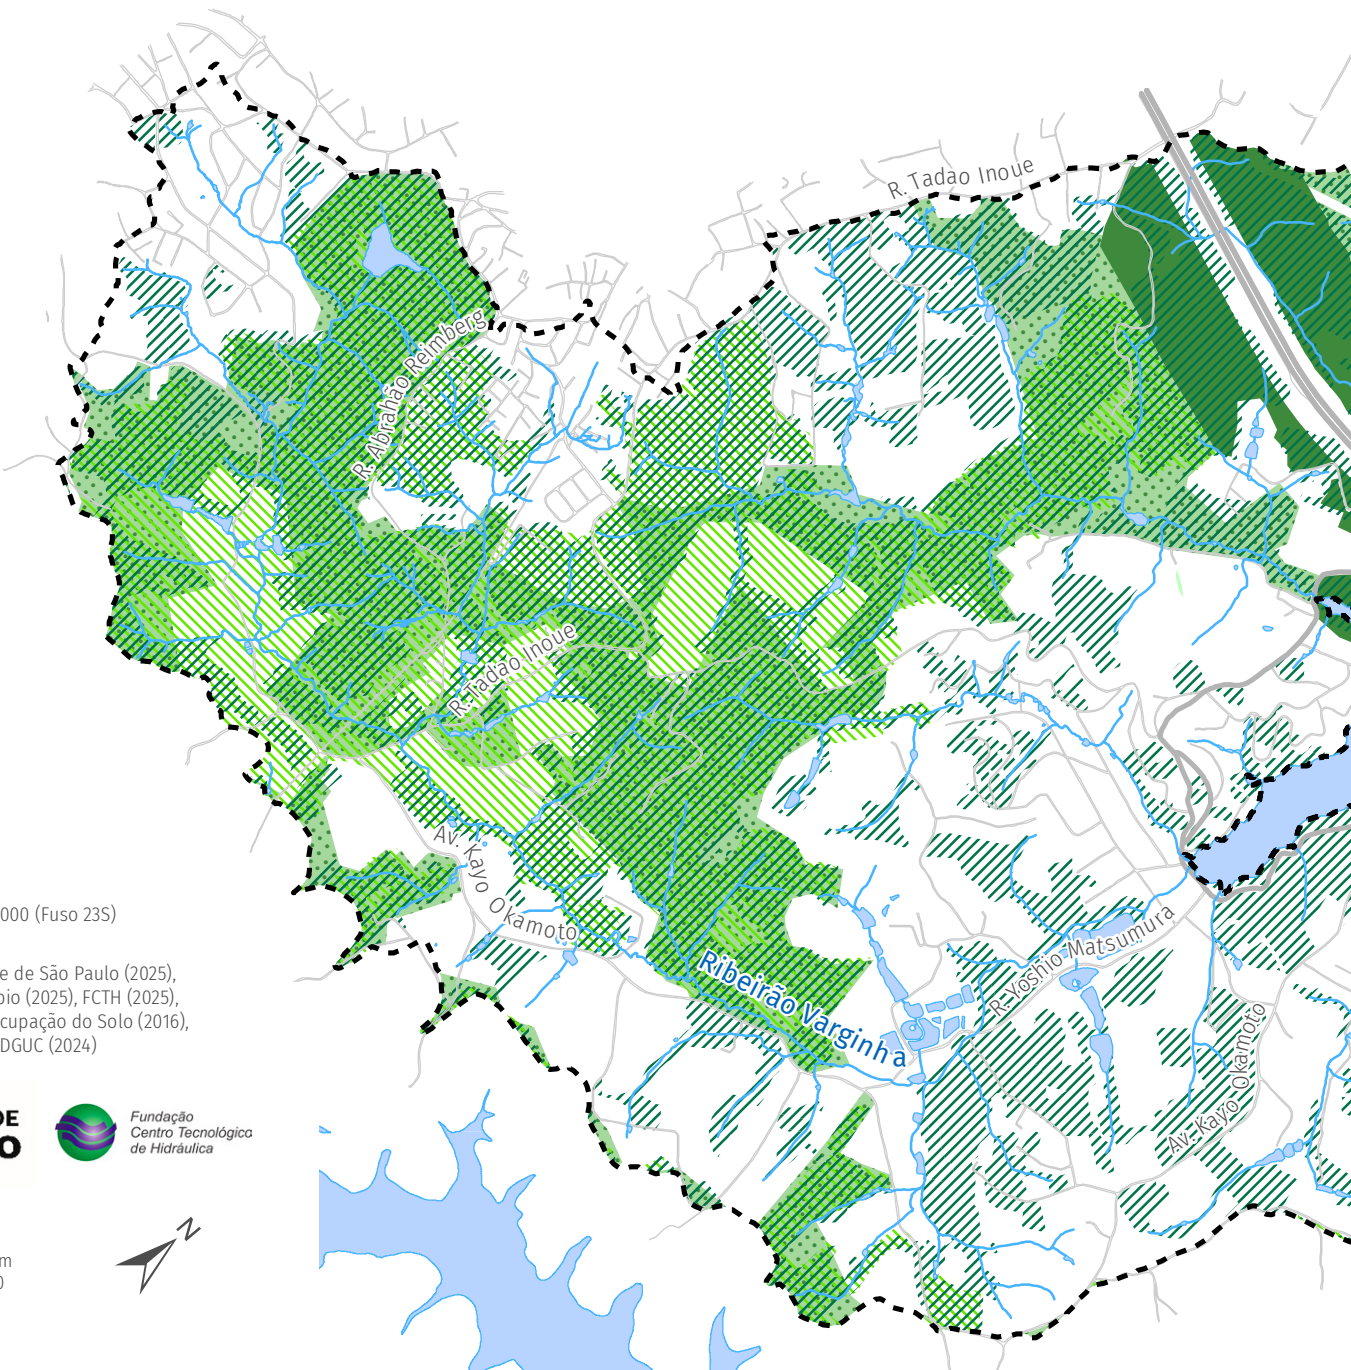 R. Tadao Inoue
R. Abrahão Reimberg
R. Tadao Inoue
Av. Kayo Okamoto
Ribeirão Varginha
R. Yoshio Matsumura
Av. Kayo Okamoto
000 (Fuso 23S)
e de São Paulo (2025),
bio (2025), FCTH (2025),
cupação do Solo (2016),
DGUC (2024)
DE
O
Fundação
Centro Tecnológico
de Hidráulica
N
m
0